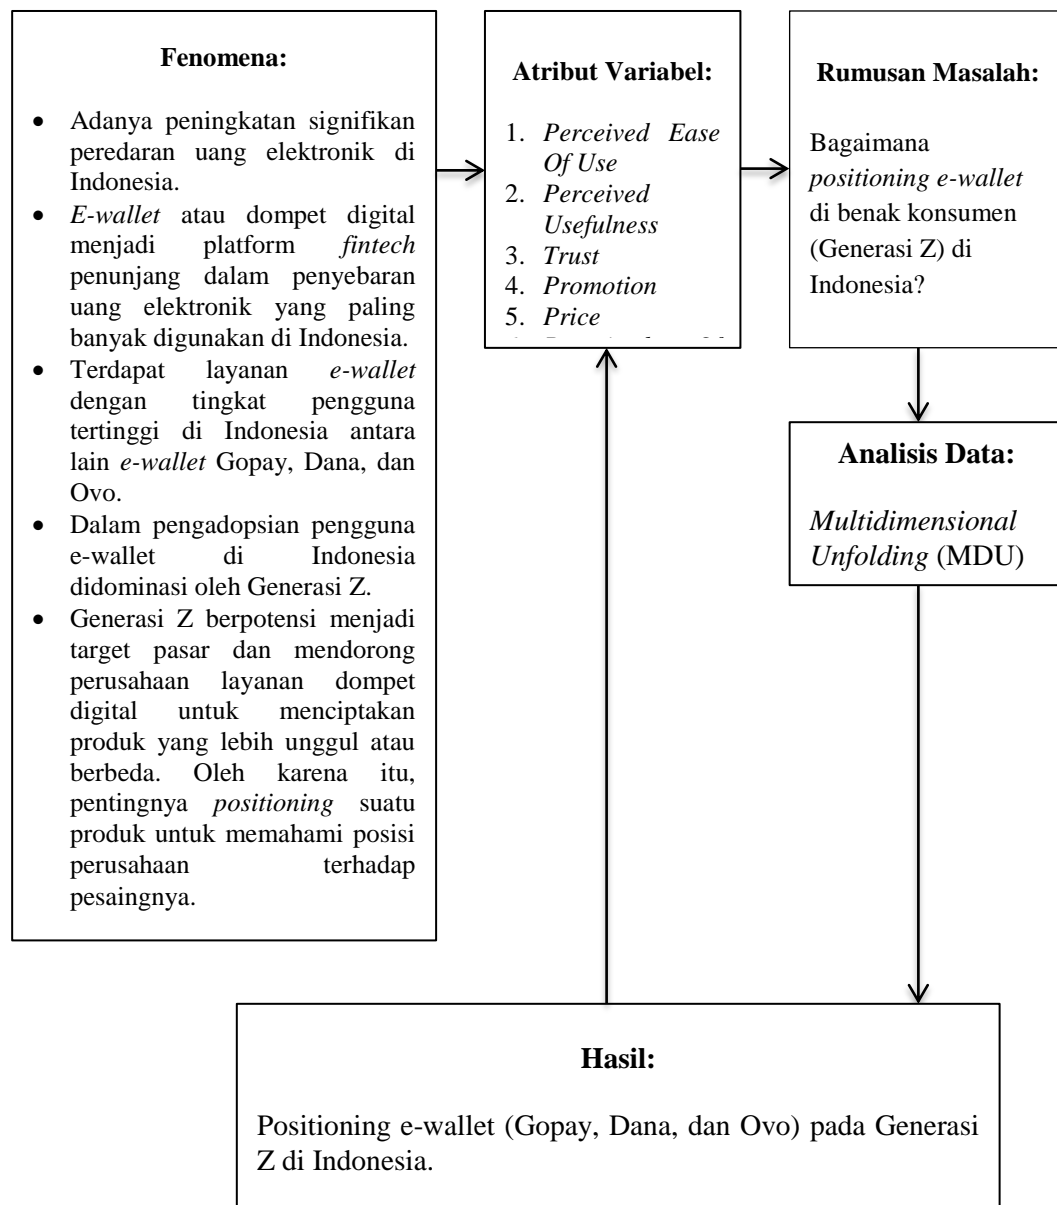 Fenomena:
• Adanya peningkatan signifikan
peredaran uang elektronik di
Indonesia.
• E-wallet atau dompet digital
menjadi platform fintech
penunjang dalam penyebaran
uang elektronik yang paling
banyak digunakan di Indonesia.
• Terdapat layanan e-wallet
dengan tingkat pengguna
tertinggi di Indonesia antara
lain e-wallet Gopay, Dana, dan
Ovo.
• Dalam pengadopsian pengguna
e-wallet di Indonesia
didominasi oleh Generasi Z.
• Generasi Z berpotensi menjadi
target pasar dan mendorong
perusahaan layanan dompet
digital untuk menciptakan
produk yang lebih unggul atau
berbeda. Oleh karena itu,
pentingnya positioning suatu
produk untuk memahami posisi
perusahaan terhadap
pesaingnya.
Atribut Variabel:
1. Perceived Ease
Of Use
2. Perceived
Usefulness
3. Trust
4. Promotion
5. Price
Rumusan Masalah:
Bagaimana
positioning e-wallet
di benak konsumen
(Generasi Z) di
Indonesia?
Analisis Data:
Multidimensional
Unfolding (MDU)
Hasil:
Positioning e-wallet (Gopay, Dana, dan Ovo) pada Generasi
Z di Indonesia.